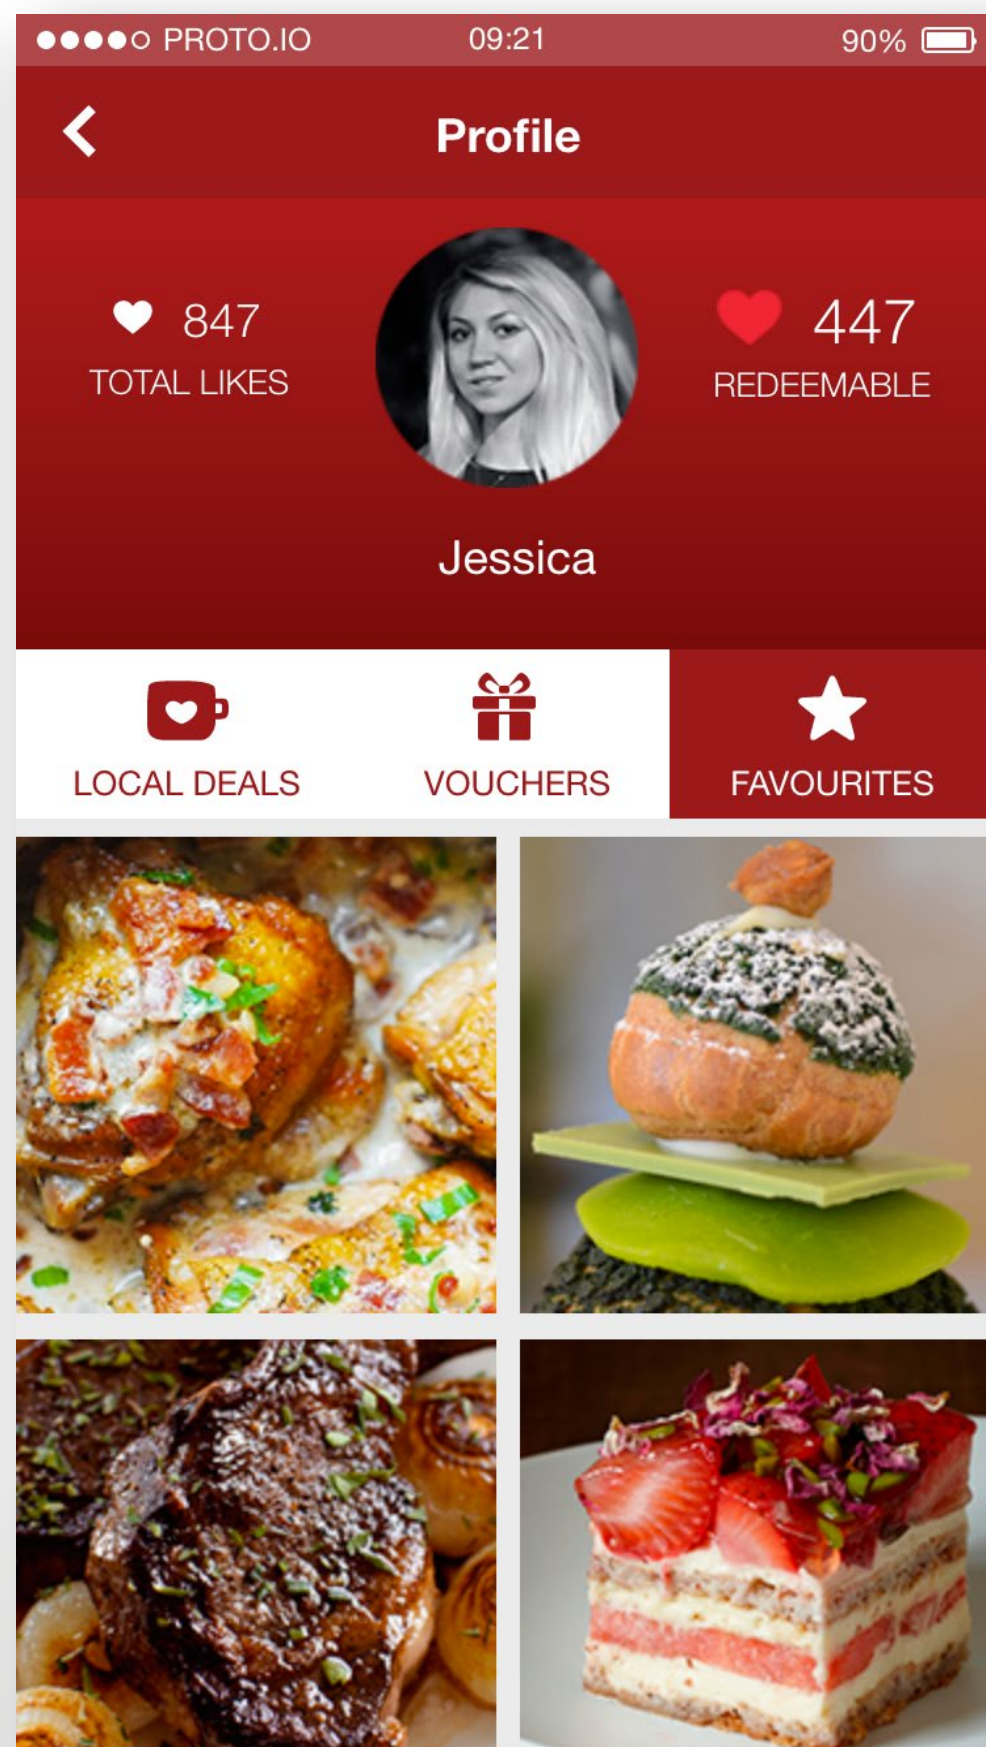 PROTO.IO 09:21 90%
Profile
847 447
TOTAL LIKES REDEEMABLE
Jessica
LOCAL DEALS VOUCHERS FAVOURITES